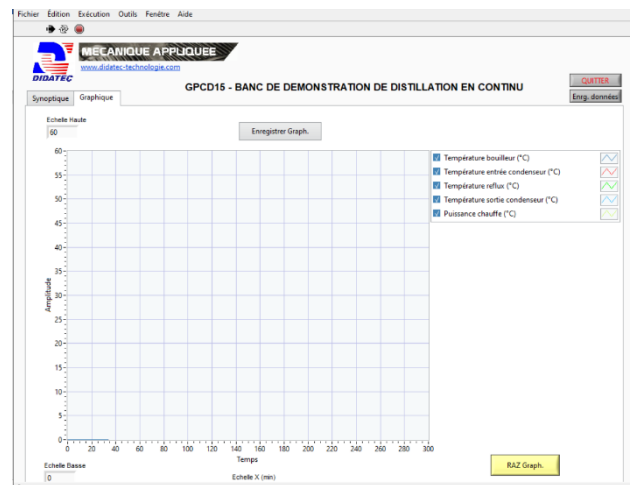 Fichier Édition Exécution Outils Fenêtre Aide
MECANIQUE APPLIQUEE
www.didatec-technologie.com
DIDATEC
GPCD15 - BANC DE DEMONSTRATION DE DISTILLATION EN CONTINU
QUITTER
Enrg. données
Synoptique Graphique
Echelle Haute
60
Enregistrer Graph.
Température bouilleur (°C)
Température entrée condenseur (°C)
Température reflux (°C)
Température sortie condenseur (°C)
Puissance chauffe (°C)
60
55
50
45
40
35
30
25
20
15
10
5
0
Amplitude
0 20 40 60 80 100 120 140 160 180 200 220 240 260 280 300
Temps
Echelle Basse
0
Echelle X (min)
RAZ Graph.